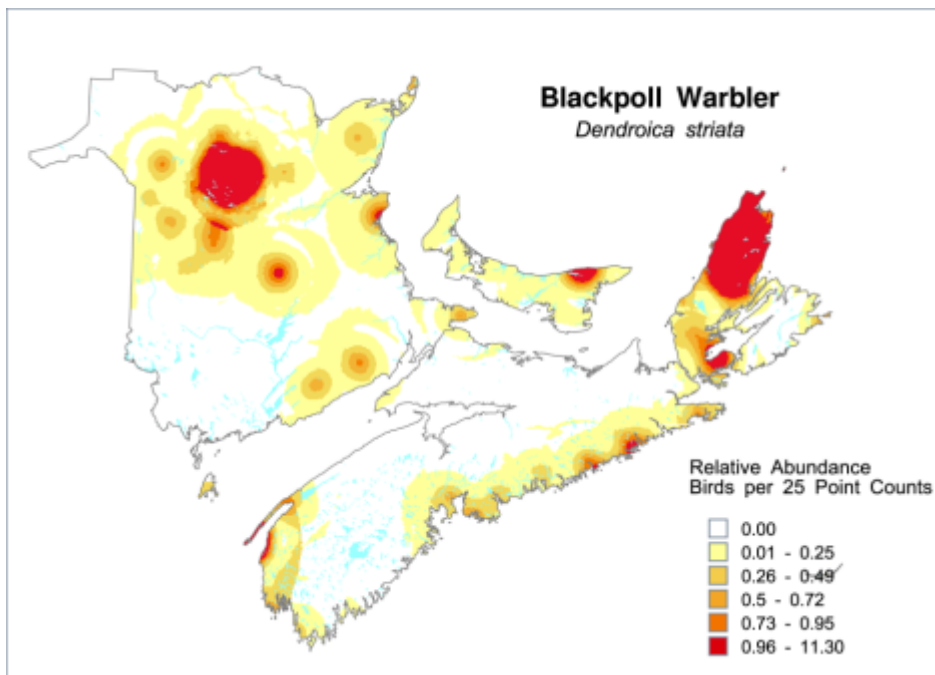 Blackpoll Warbler
Dendroica striata
Relative Abundance
Birds per 25 Point Counts
0.00
0.01 - 0.25
0.26 - 0.49
0.5 - 0.72
0.73 - 0.95
0.96 - 11.30